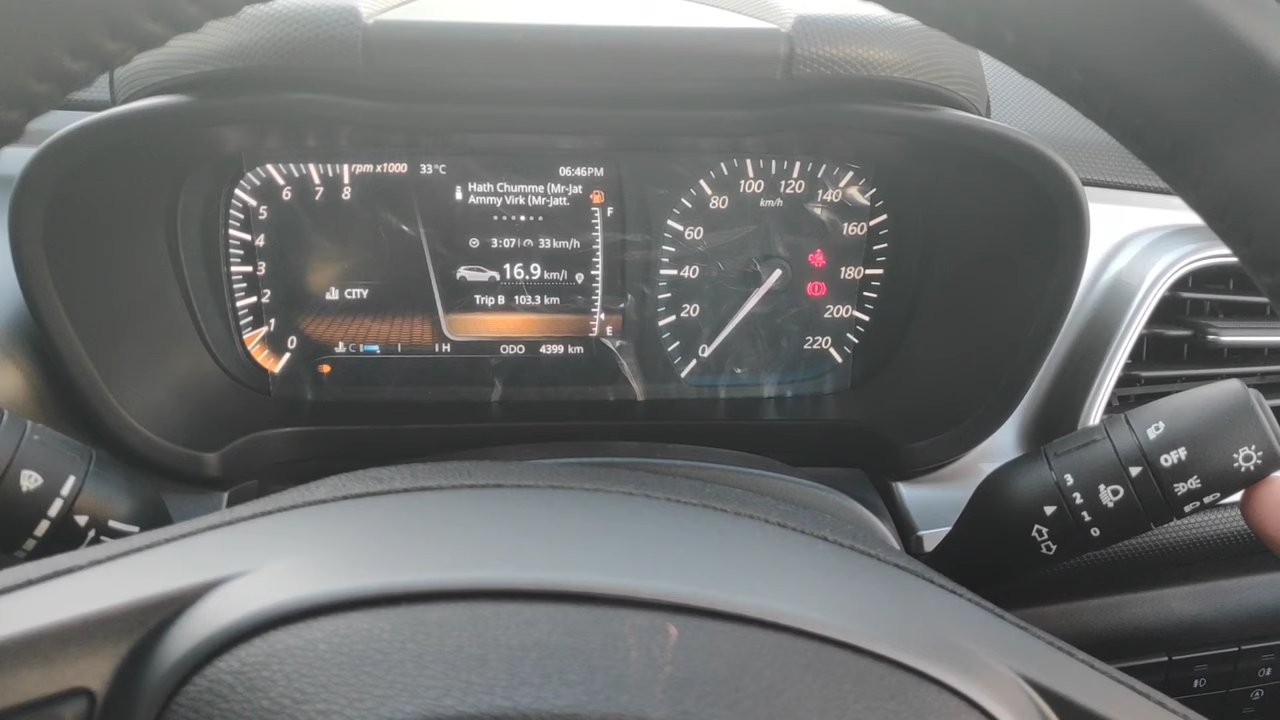 rpm x1000 33°C 06:46PM
Hath Chumme (Mr-Jat
Ammy Virk (Mr-Jatt.
F
3:07 33 km/h
16.9 km/l
Trip B 103.3 km
E
ODO 4399 km
CITY
C H
0
1
2
3
4
5
6
7
8
0
20
40
60
80
100
120
140
160
180
200
220
km/h
OFF
3
2
1
0